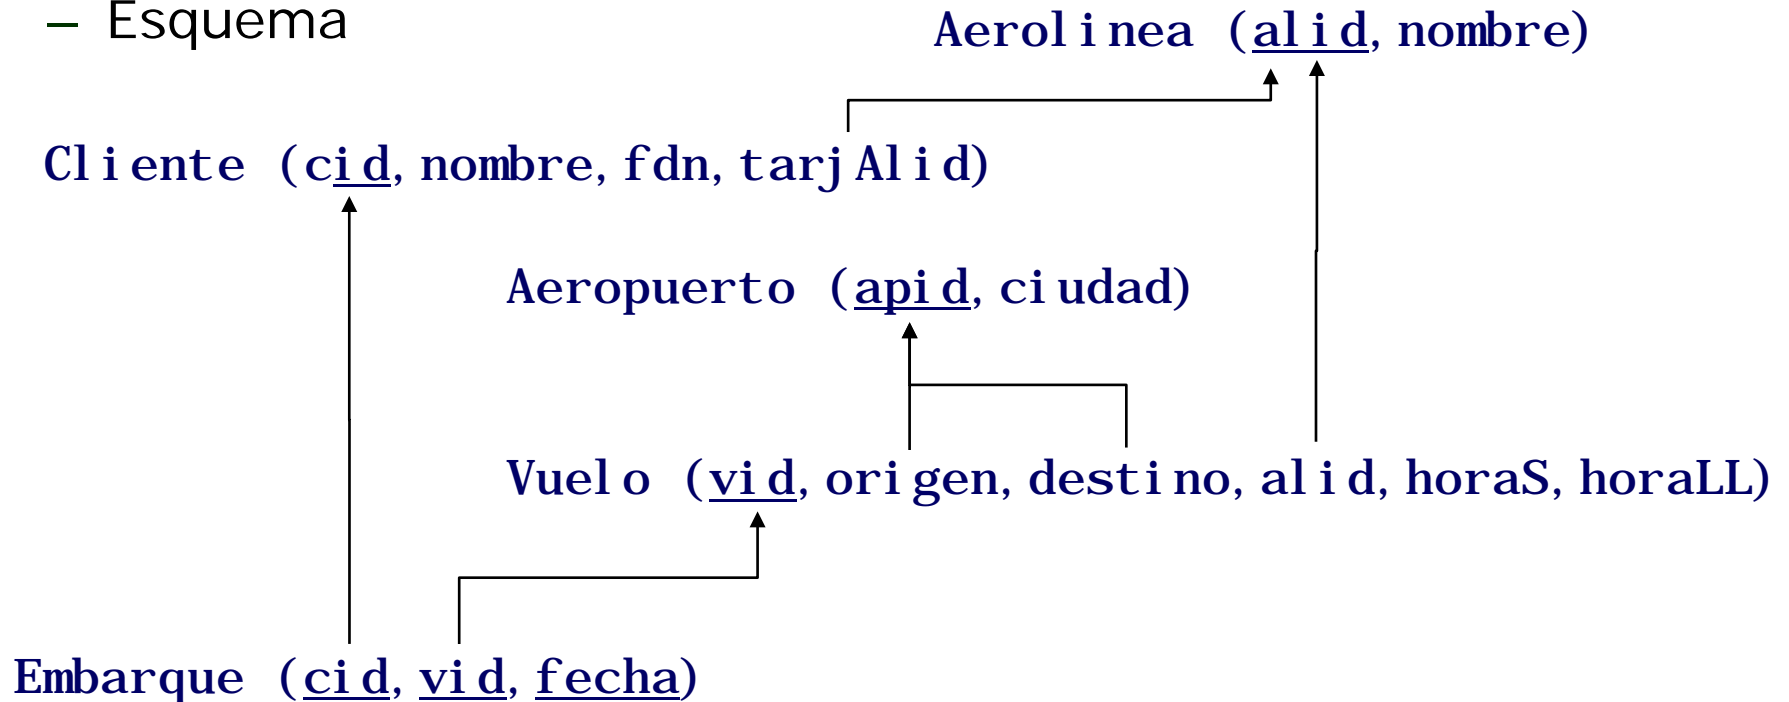 – Esquema
Aerolinea (alid, nombre)
Cliente (cid, nombre, fdn, tarjAlid)
Aeropuerto (apid, ciudad)
Vuelo (vid, origen, destino, alid, horaS, horaLL)
Embarque (cid, vid, fecha)